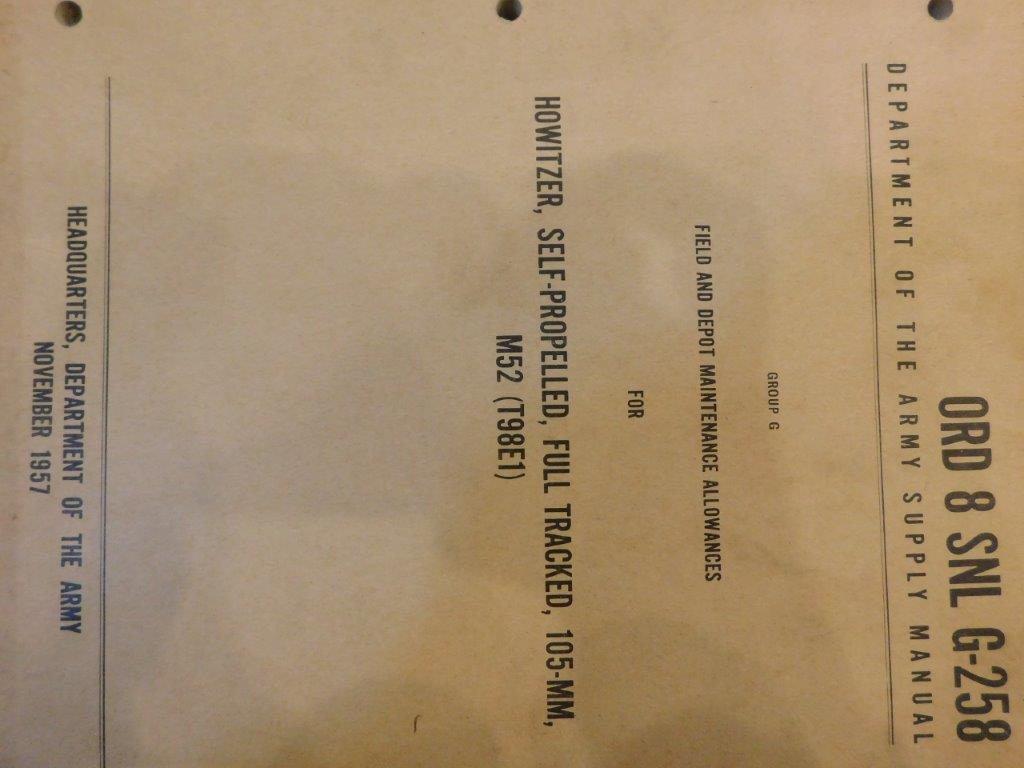 ORD 8 SNL G-258
DEPARTMENT OF THE ARMY SUPPLY MANUAL
GROUP G
FIELD AND DEPOT MAINTENANCE ALLOWANCES
FOR
HOWITZER, SELF-PROPELLED, FULL TRACKED, 105-MM,
M52 (T98E1)
HEADQUARTERS, DEPARTMENT OF THE ARMY
NOVEMBER 1957